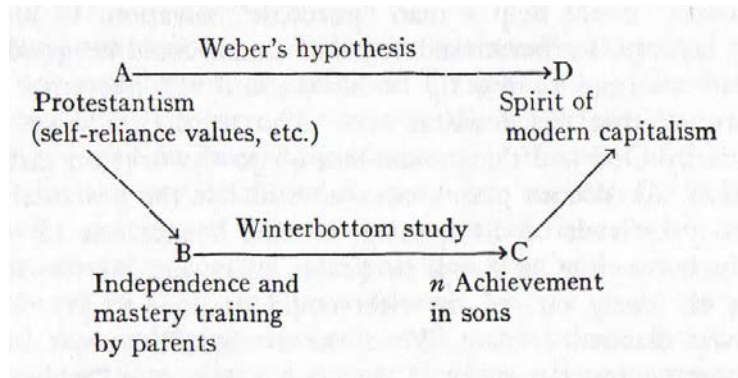 Weber's hypothesis
A D
Protestantism Spirit of
(self-reliance values, etc.) modern capitalism
Winterbottom study
B C
Independence and n Achievement
mastery training in sons
by parents